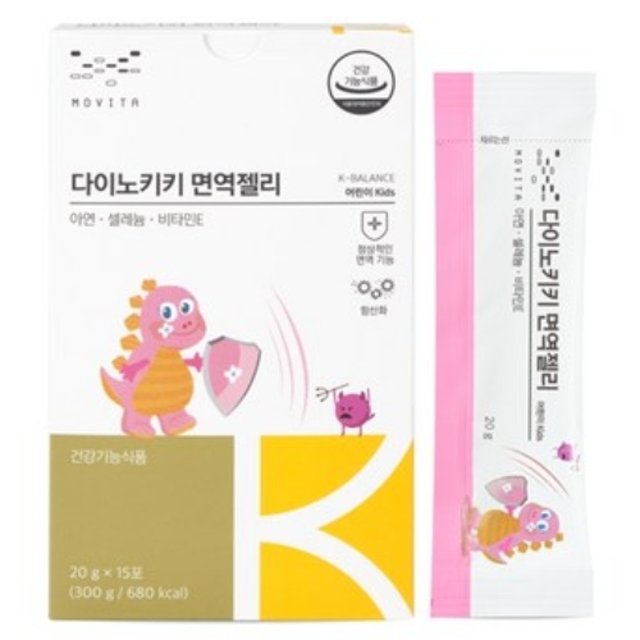 MOVITA
건강
기능식품
다이노키키 면역젤리
아연 · 셀레늄 · 비타민E
K-BALANCE
어린이 Kids
정상적인
면역 기능
항산화
건강기능식품
20 g × 15포
(300 g / 680 kcal)
자르는선
MOVITA
다이노키키 면역젤리
어린이 Kids
아연 · 셀레늄 · 비타민E
20 g